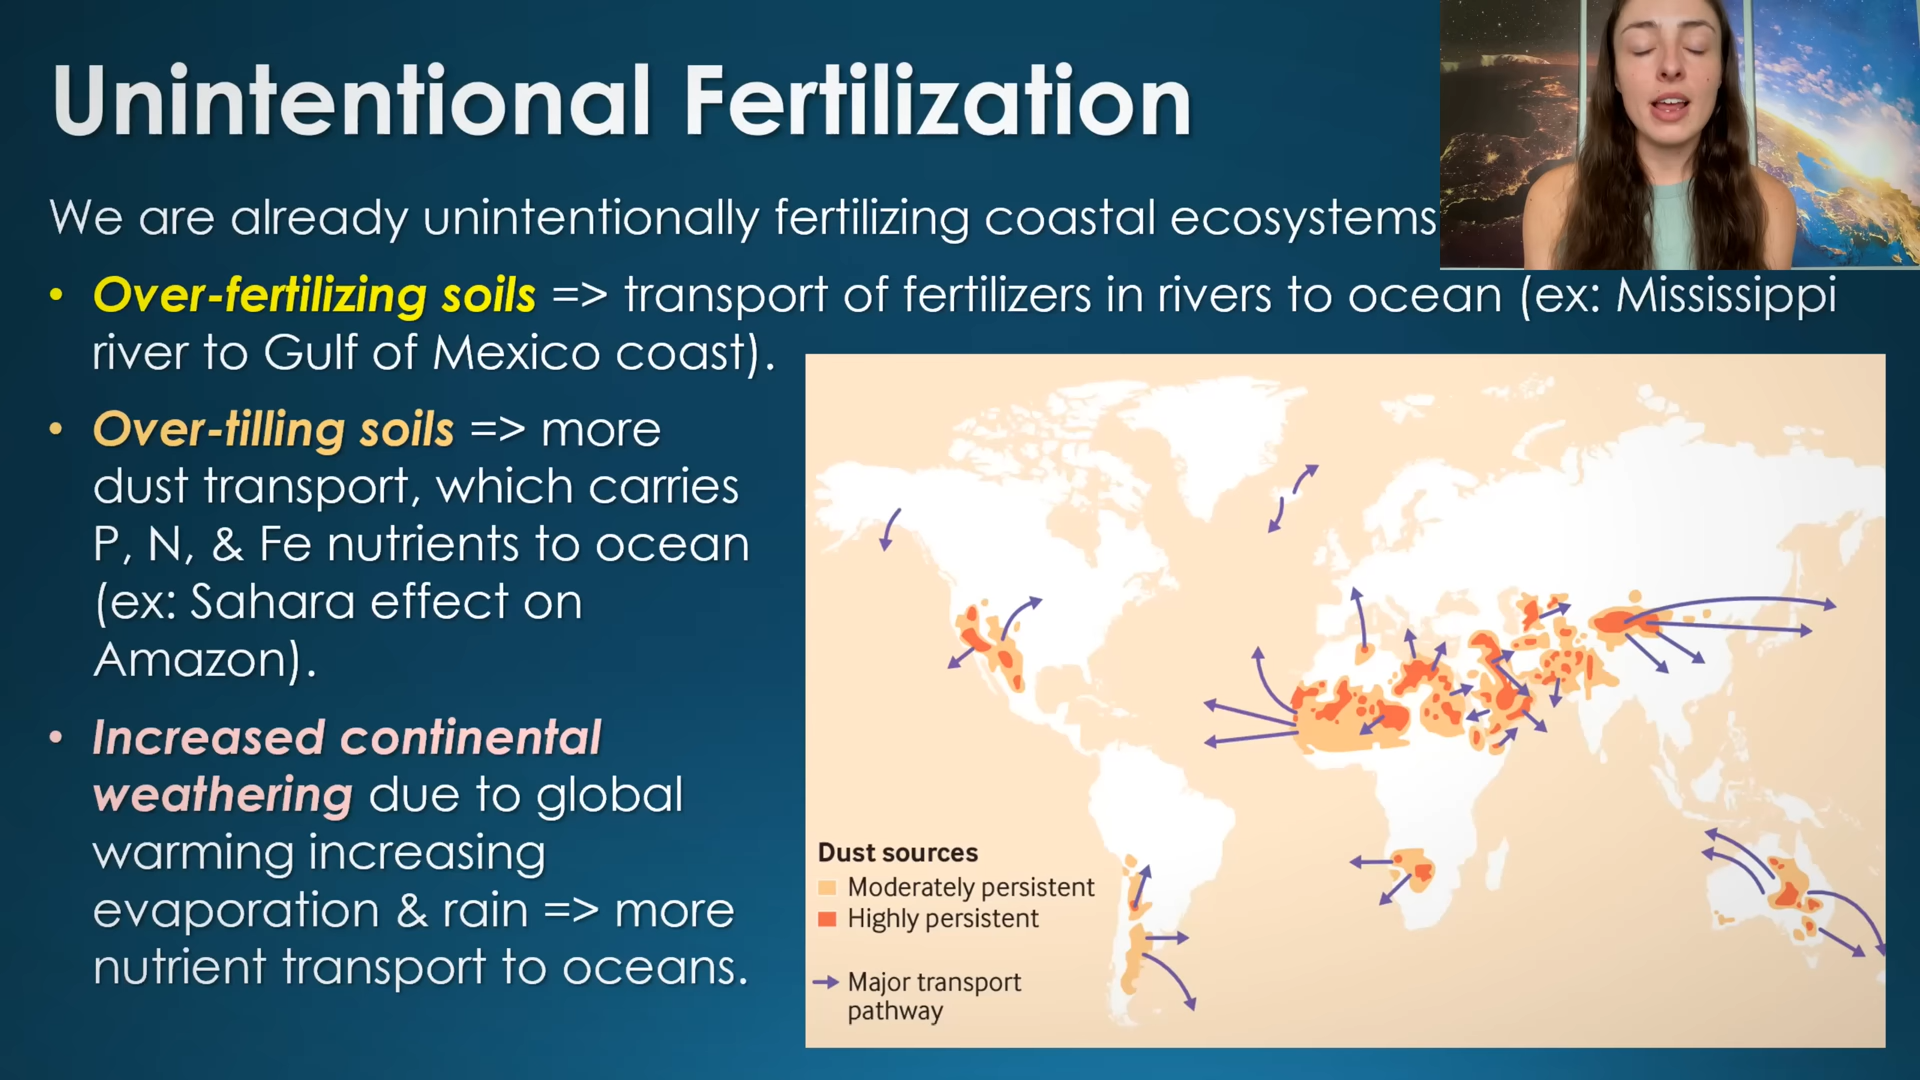 Unintentional Fertilization
We are already unintentionally fertilizing coastal ecosystems
• Over-fertilizing soils => transport of fertilizers in rivers to ocean (ex: Mississippi
river to Gulf of Mexico coast).
• Over-tilling soils => more
dust transport, which carries
P, N, & Fe nutrients to ocean
(ex: Sahara effect on
Amazon).
• Increased continental
weathering due to global
warming increasing
evaporation & rain => more
nutrient transport to oceans.
Dust sources
Moderately persistent
Highly persistent
Major transport
pathway